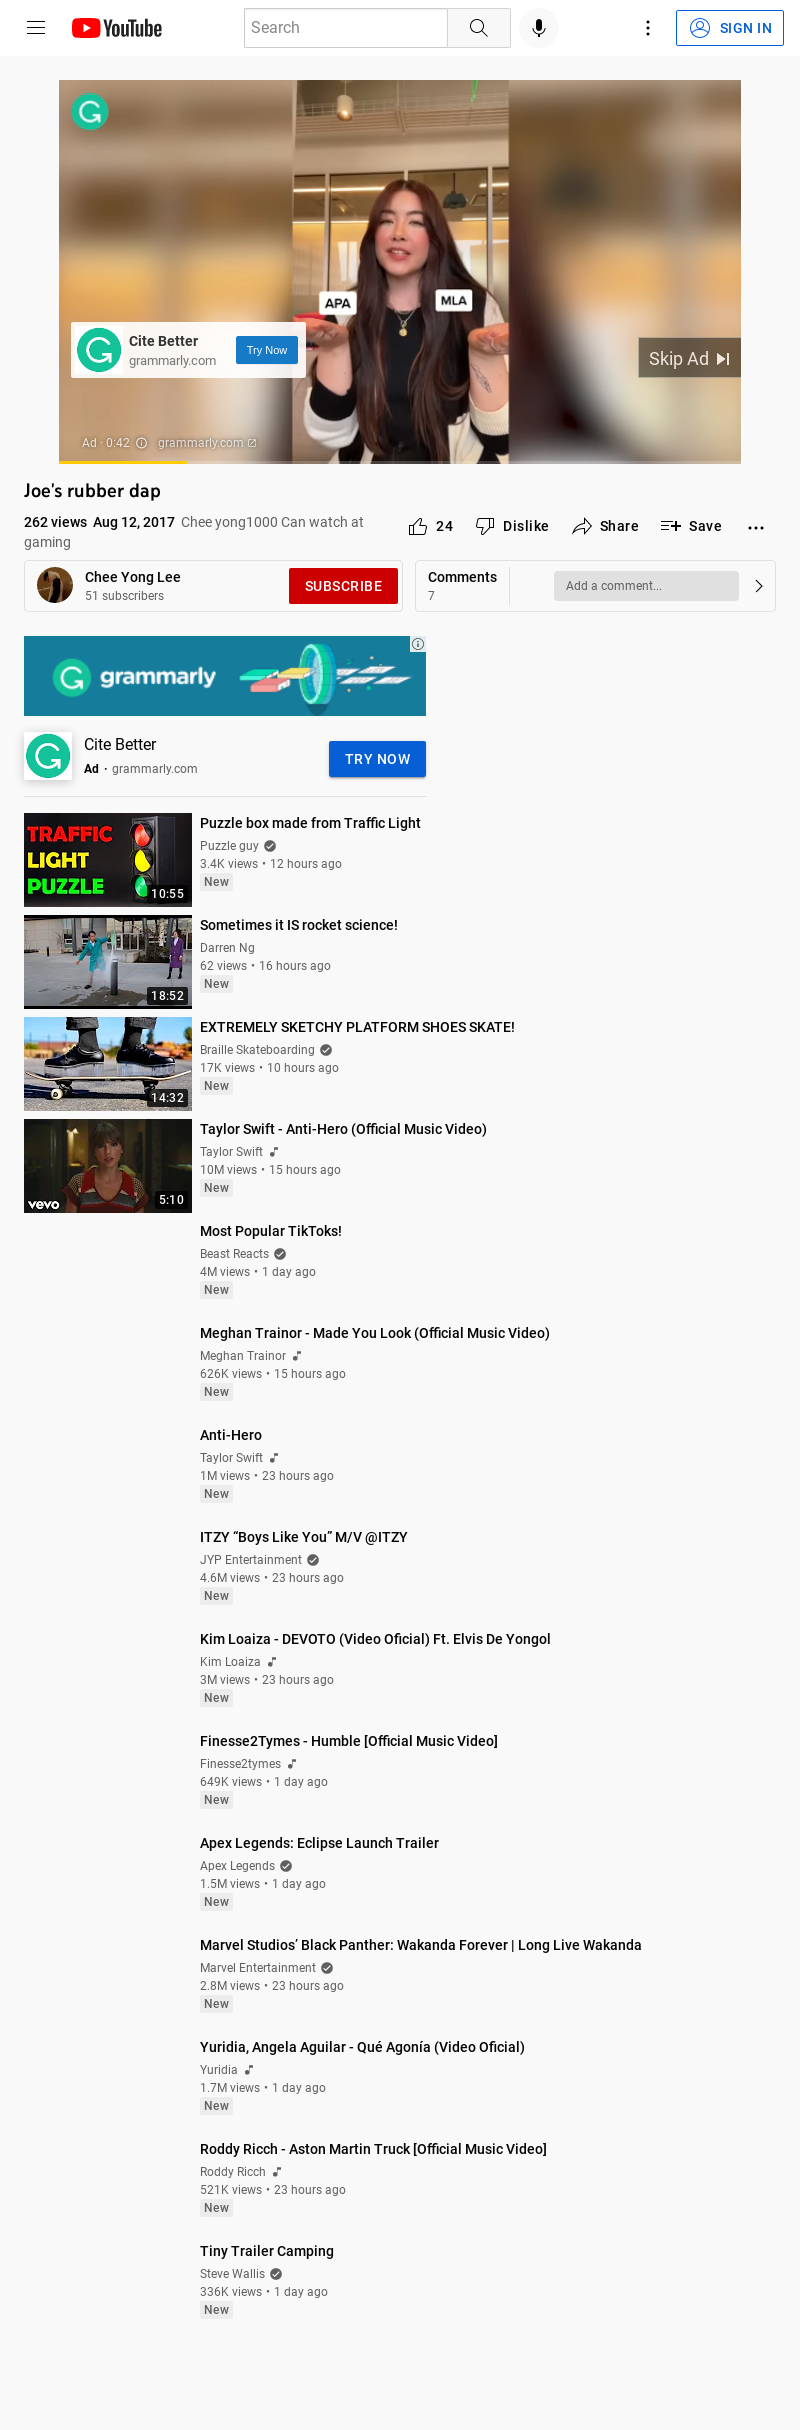 YouTube
Search
SIGN IN
APA
MLA
Cite Better
grammarly.com
Try Now
Skip Ad
Ad · 0:42 grammarly.com
Joe's rubber dap
262 views Aug 12, 2017 Chee yong1000 Can watch at
gaming
24 Dislike Share Save
Chee Yong Lee
51 subscribers
SUBSCRIBE
Comments
7
Add a comment...
grammarly
Cite Better
Ad · grammarly.com
TRY NOW
TRAFFIC
LIGHT
PUZZLE
10:55
Puzzle box made from Traffic Light
Puzzle guy
3.4K views • 12 hours ago
New
18:52
Sometimes it IS rocket science!
Darren Ng
62 views • 16 hours ago
New
14:32
EXTREMELY SKETCHY PLATFORM SHOES SKATE!
Braille Skateboarding
17K views • 10 hours ago
New
vevo
5:10
Taylor Swift - Anti-Hero (Official Music Video)
Taylor Swift
10M views • 15 hours ago
New
Most Popular TikToks!
Beast Reacts
4M views • 1 day ago
New
Meghan Trainor - Made You Look (Official Music Video)
Meghan Trainor
626K views • 15 hours ago
New
Anti-Hero
Taylor Swift
1M views • 23 hours ago
New
ITZY “Boys Like You” M/V @ITZY
JYP Entertainment
4.6M views • 23 hours ago
New
Kim Loaiza - DEVOTO (Video Oficial) Ft. Elvis De Yongol
Kim Loaiza
3M views • 23 hours ago
New
Finesse2Tymes - Humble [Official Music Video]
Finesse2tymes
649K views • 1 day ago
New
Apex Legends: Eclipse Launch Trailer
Apex Legends
1.5M views • 1 day ago
New
Marvel Studios’ Black Panther: Wakanda Forever | Long Live Wakanda
Marvel Entertainment
2.8M views • 23 hours ago
New
Yuridia, Angela Aguilar - Qué Agonía (Video Oficial)
Yuridia
1.7M views • 1 day ago
New
Roddy Ricch - Aston Martin Truck [Official Music Video]
Roddy Ricch
521K views • 23 hours ago
New
Tiny Trailer Camping
Steve Wallis
336K views • 1 day ago
New